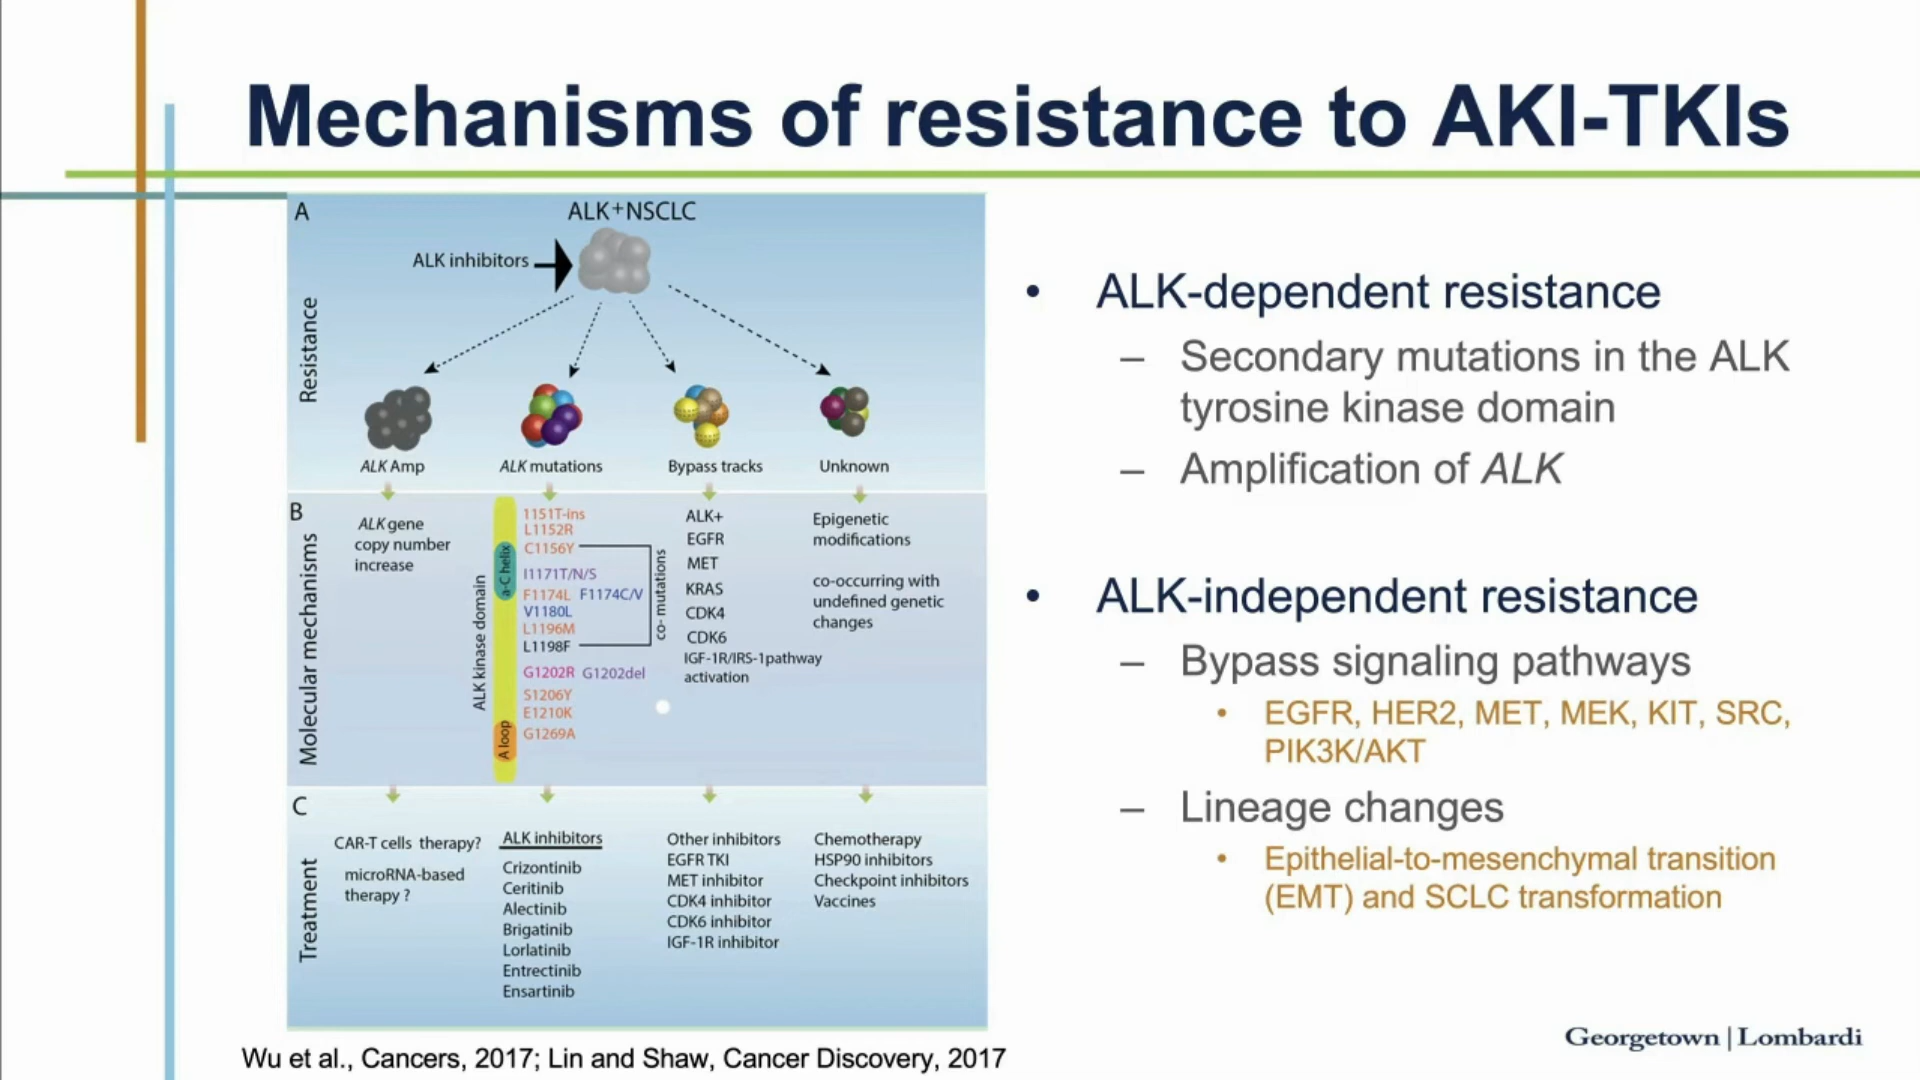 Mechanisms of resistance to AKI-TKIs
A
ALK+NSCLC
ALK inhibitors
Resistance
ALK Amp
ALK mutations
Bypass tracks
Unknown
B
Molecular mechanisms
ALK gene
copy number
increase
ALK kinase domain
a-C helix
A loop
1151T-ins
L1152R
C1156Y
I1171T/N/S
F1174L F1174C/V
V1180L
L1196M
L1198F
G1202R G1202del
S1206Y
E1210K
G1269A
co- mutations
ALK+
EGFR
MET
KRAS
CDK4
CDK6
IGF-1R/IRS-1pathway
activation
Epigenetic
modifications
co-occurring with
undefined genetic
changes
C
Treatment
CAR-T cells therapy?
microRNA-based
therapy ?
ALK inhibitors
Crizontinib
Ceritinib
Alectinib
Brigatinib
Lorlatinib
Entrectinib
Ensartinib
Other inhibitors
EGFR TKI
MET inhibitor
CDK4 inhibitor
CDK6 inhibitor
IGF-1R inhibitor
Chemotherapy
HSP90 inhibitors
Checkpoint inhibitors
Vaccines
Wu et al., Cancers, 2017; Lin and Shaw, Cancer Discovery, 2017
• ALK-dependent resistance
– Secondary mutations in the ALK
tyrosine kinase domain
– Amplification of ALK
• ALK-independent resistance
– Bypass signaling pathways
• EGFR, HER2, MET, MEK, KIT, SRC,
PIK3K/AKT
– Lineage changes
• Epithelial-to-mesenchymal transition
(EMT) and SCLC transformation
Georgetown | Lombardi